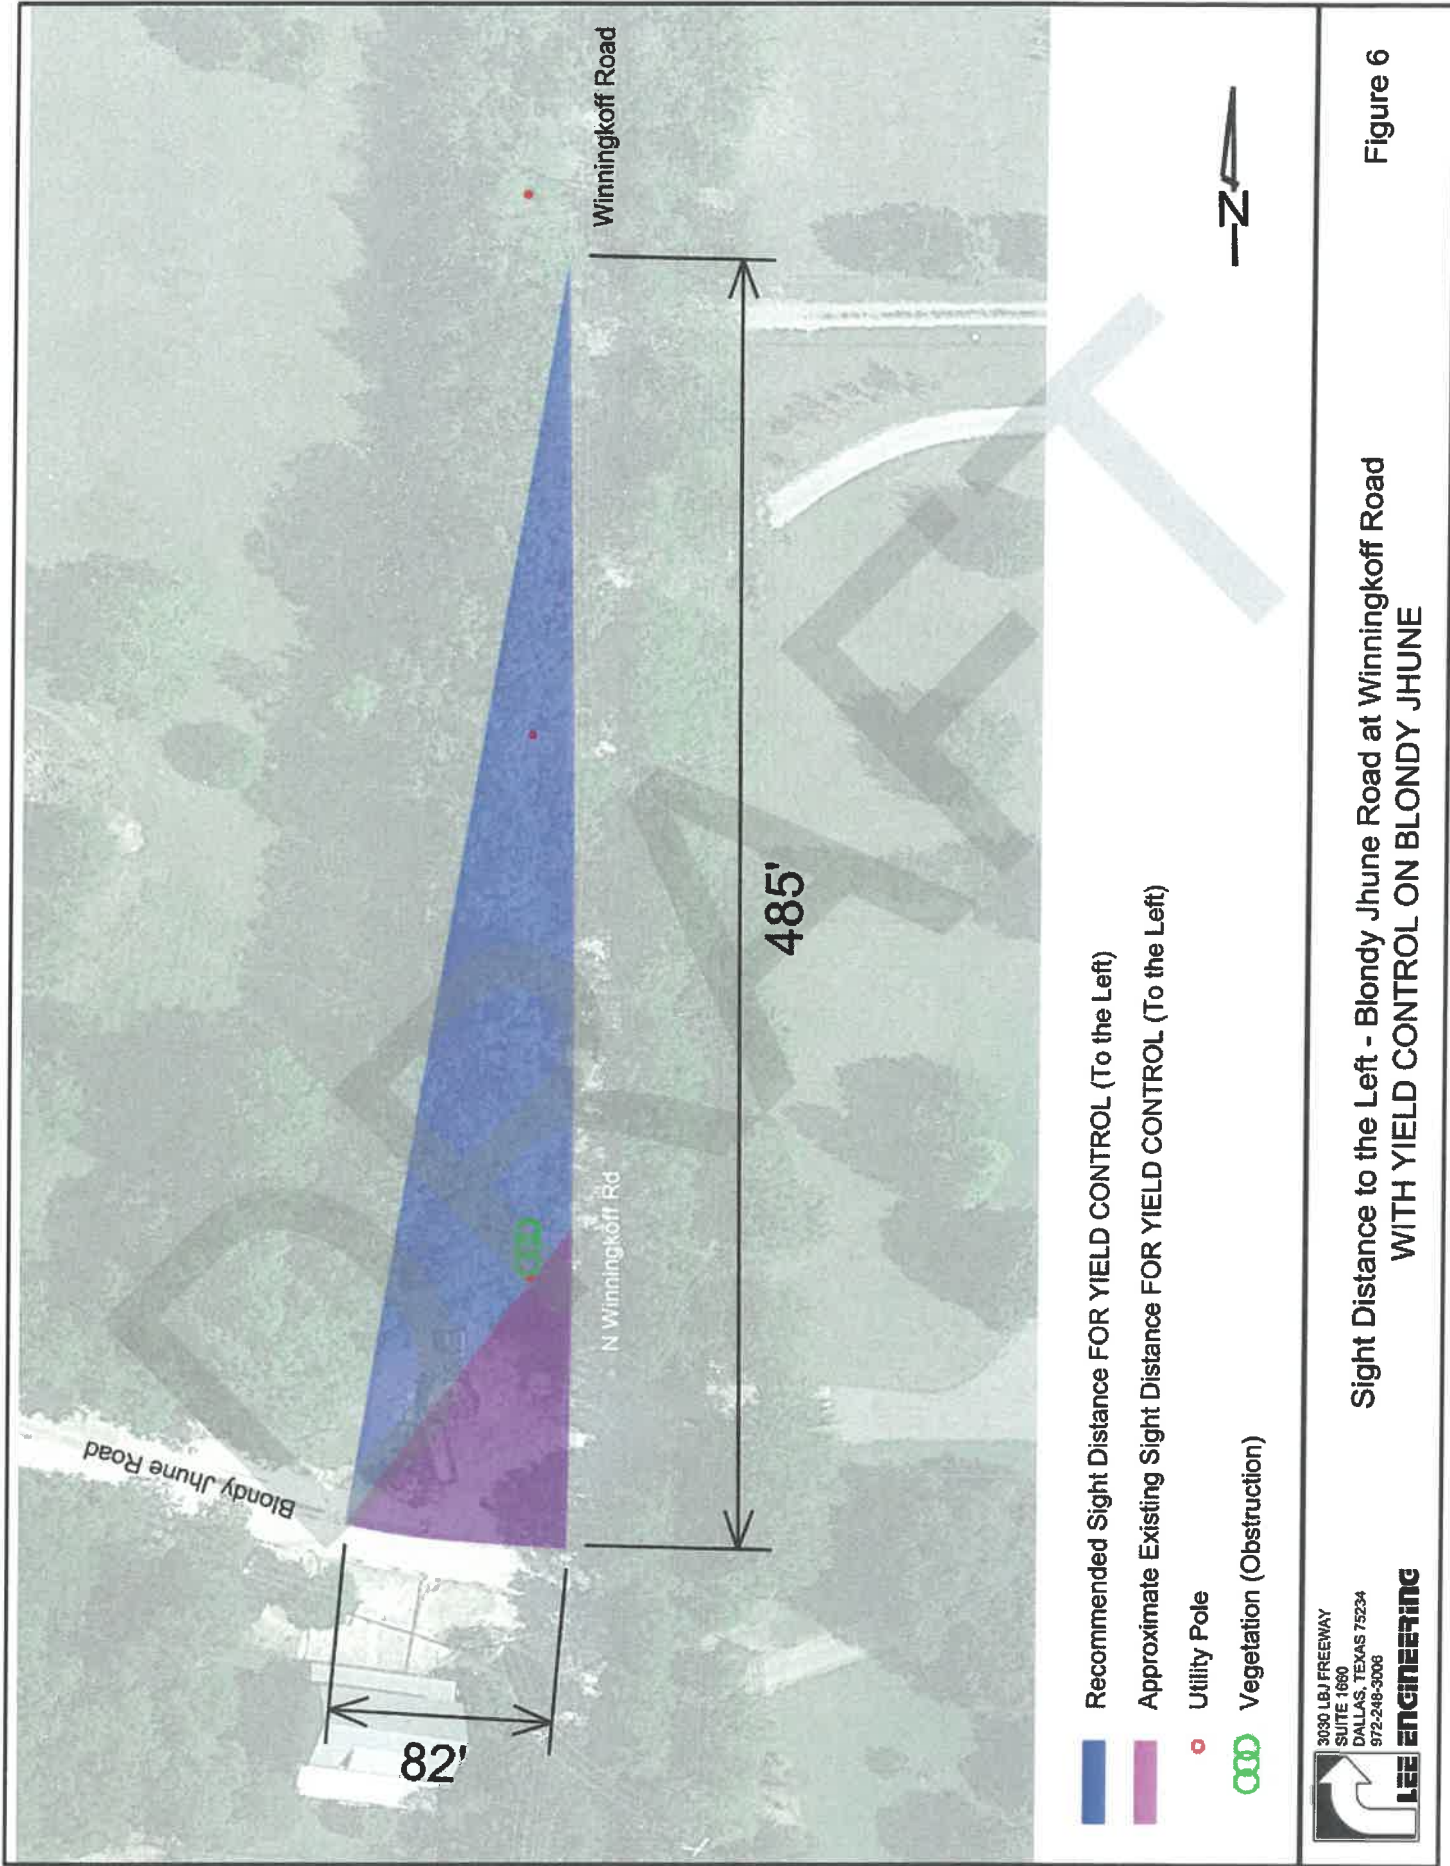 Winningkoff Road
Blondy Jhune Road
N Winningkoff Rd
485'
82'
N
DRAFT
Recommended Sight Distance FOR YIELD CONTROL (To the Left)
Approximate Existing Sight Distance FOR YIELD CONTROL (To the Left)
Utility Pole
Vegetation (Obstruction)
3030 LBJ FREEWAY
SUITE 1660
DALLAS, TEXAS 75234
972-248-3006
LEE ENGINEERING
Sight Distance to the Left - Blondy Jhune Road at Winningkoff Road
WITH YIELD CONTROL ON BLONDY JHUNE
Figure 6